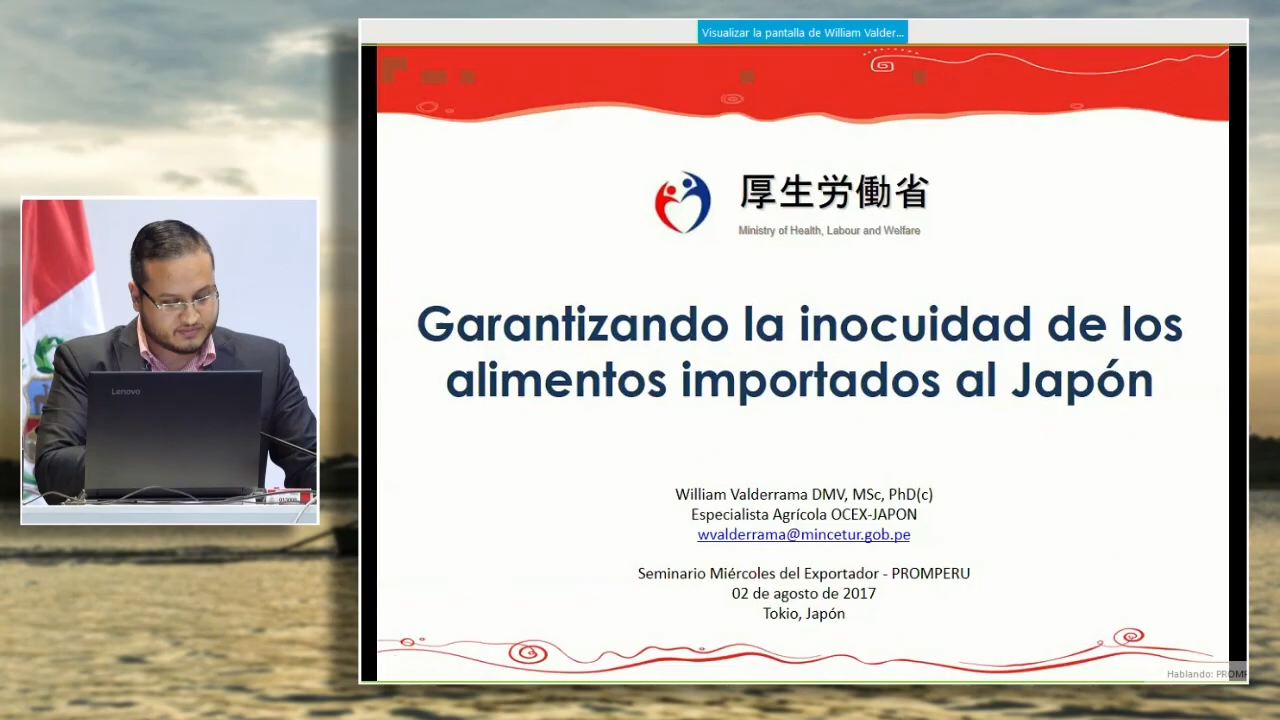 Visualizar la pantalla de William Valder...
厚生労働省
Ministry of Health, Labour and Welfare
Garantizando la inocuidad de los
alimentos importados al Japón
Lenovo
William Valderrama DMV, MSc, PhD(c)
Especialista Agrícola OCEX-JAPON
wvalderrama@mincetur.gob.pe
Seminario Miércoles del Exportador - PROMPERU
02 de agosto de 2017
Tokio, Japón
Hablando: